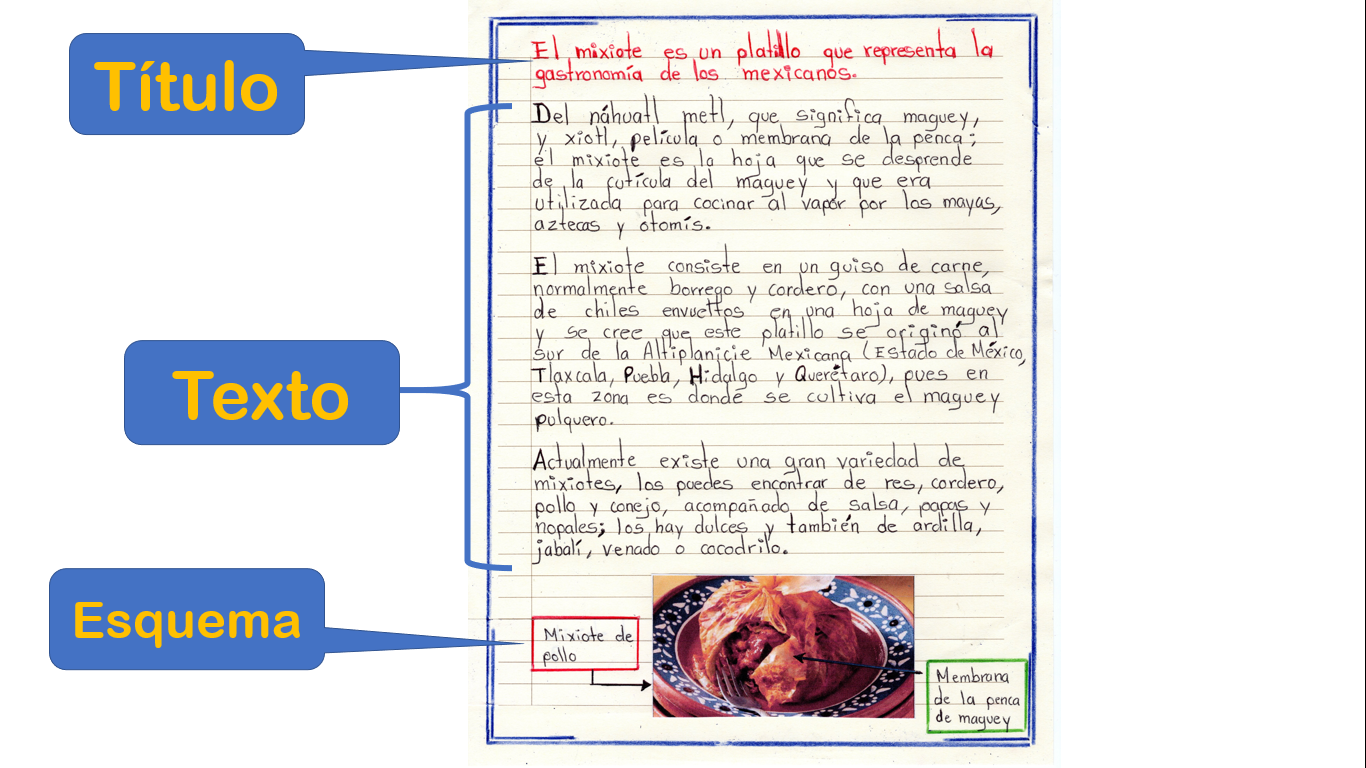 Título
El mixiote es un platillo que representa la
gastronomía de los mexicanos.
Del náhuatl metl, que significa maguey,
y xiotl, película o membrana de la penca;
el mixiote es la hoja que se desprende
de la cutícula del maguey y que era
utilizada para cocinar al vapor por los mayas,
aztecas y otomís.
Texto
El mixiote consiste en un guiso de carne,
normalmente borrego y cordero, con una salsa
de chiles envueltos en una hoja de maguey
y se cree que este platillo se originó al
sur de la Altiplanicie Mexicana (Estado de México,
Tlaxcala, Puebla, Hidalgo y Querétaro), pues en
esta zona es donde se cultiva el maguey
pulquero.
Actualmente existe una gran variedad de
mixiotes, los puedes encontrar de res, cordero,
pollo y conejo, acompañado de salsa, papas y
nopales; los hay dulces y también de ardilla,
jabalí, venado o cocodrilo.
Esquema
Mixiote de
pollo
Membrana
de la penca
de maguey